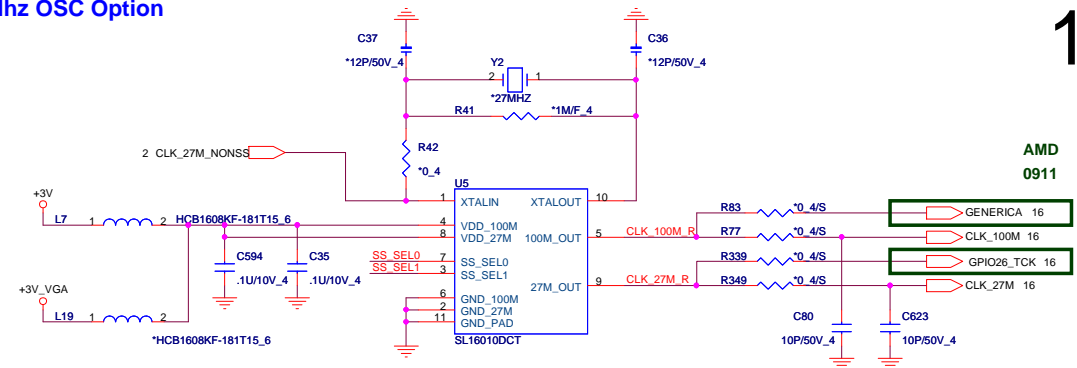 Mhz OSC Option
1
C37
*12P/50V_4
C36
*12P/50V_4
Y2
2
1
*27MHZ
R41
*1M/F_4
R42
*0_4
2 CLK_27M_NONSS
AMD
0911
U5
1
XTALIN
XTALOUT
10
+3V
L7
1
2
HCB1608KF-181T15_6
4
VDD_100M
8
VDD_27M
100M_OUT
5
CLK_100M_R
R83
*0_4/S
GENERICA 16
R77
*0_4/S
CLK_100M 16
C594
.1U/10V_4
C35
.1U/10V_4
SS_SEL0
7
SS_SEL0
SS_SEL1
3
SS_SEL1
R339
*0_4/S
GPIO26_TCK 16
27M_OUT
9
CLK_27M_R
R349
*0_4/S
CLK_27M 16
+3V_VGA
L19
1
2
*HCB1608KF-181T15_6
6
GND_100M
2
GND_27M
11
GND_PAD
SL16010DCT
C80
10P/50V_4
C623
10P/50V_4